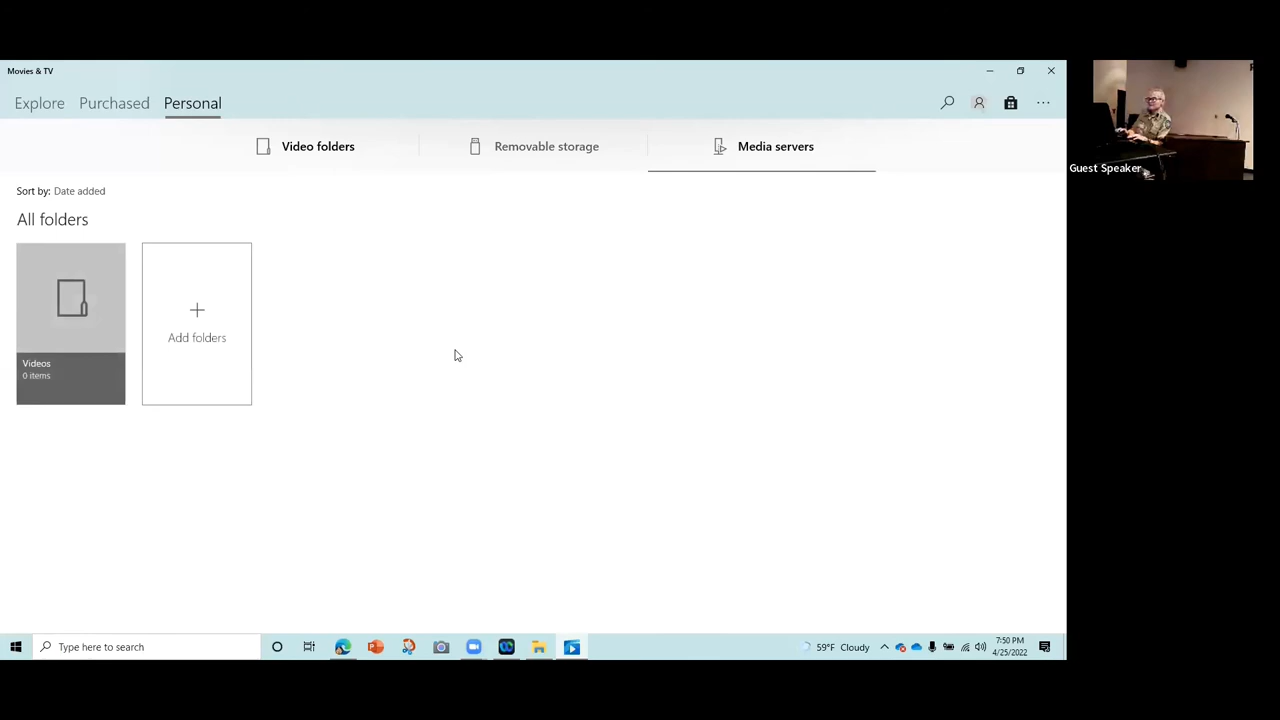 Movies & TV
Explore
Purchased
Personal
Video folders
Removable storage
Media servers
Sort by: Date added
All folders
Videos
0 items
Add folders
Guest Speaker
Type here to search
59°F Cloudy
7:50 PM
4/25/2022